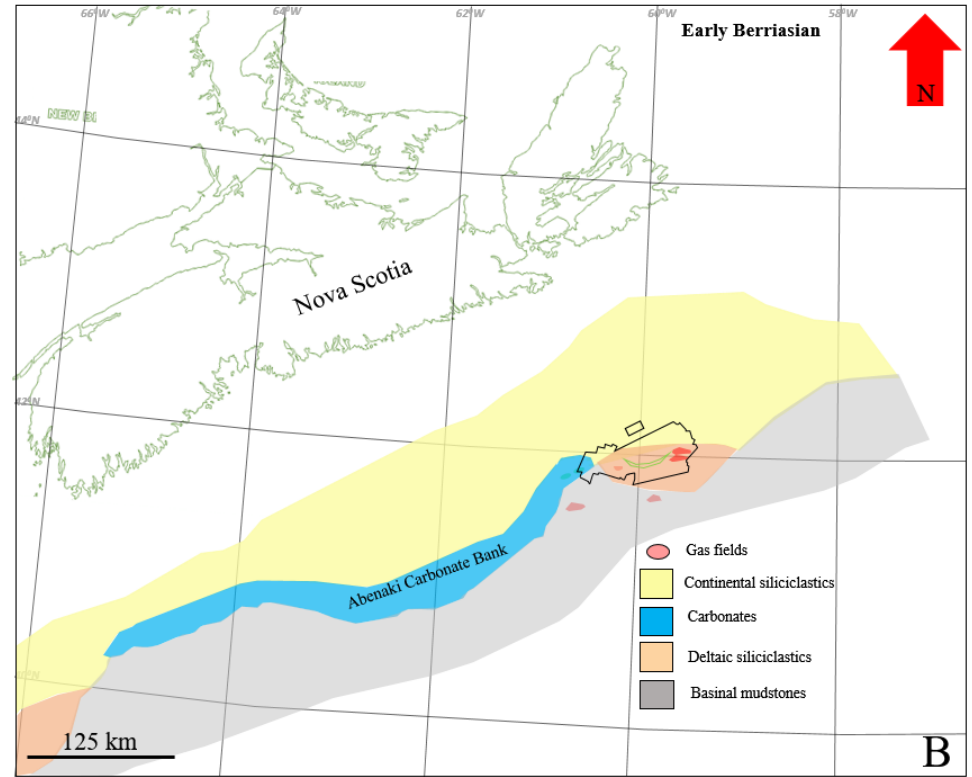 66°W
64°W
62°W
60°W
58°W
Early Berriasian
N
NEW B
44°N
Nova Scotia
42°N
Abenaki Carbonate Bank
Gas fields
Continental siliciclastics
Carbonates
Deltaic siliciclastics
Basinal mudstones
125 km
B